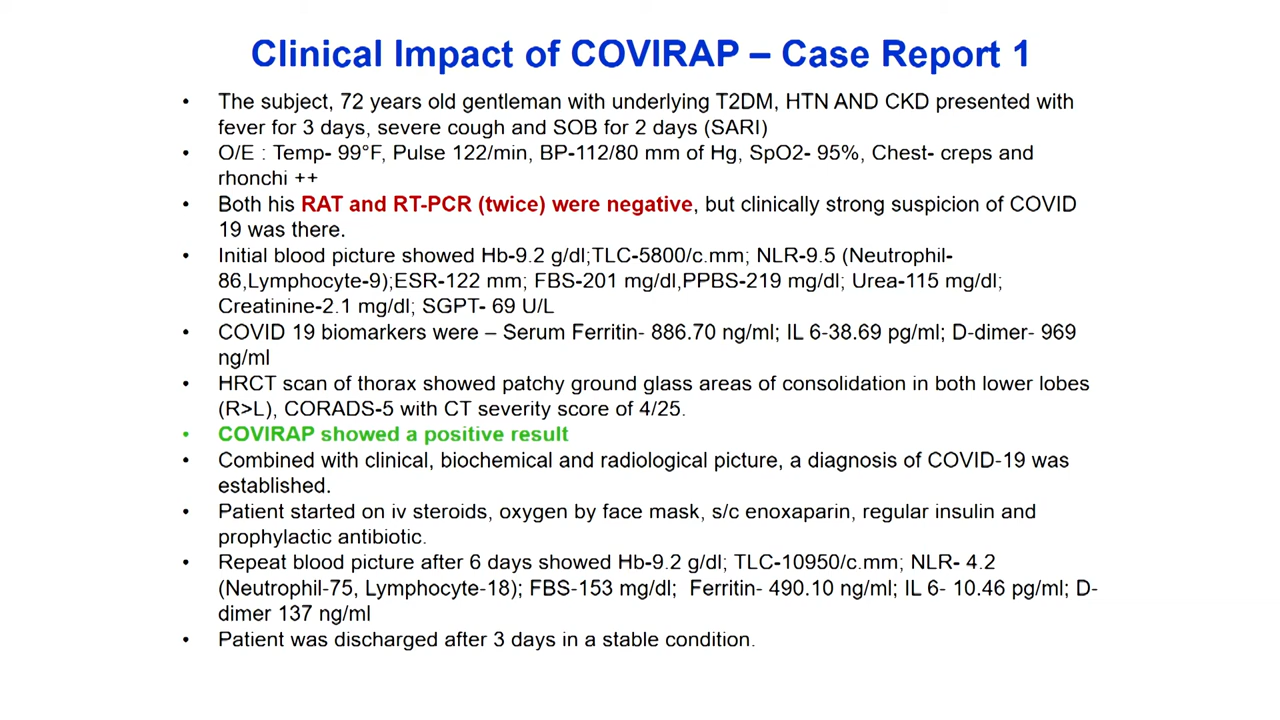 Clinical Impact of COVIRAP – Case Report 1
• The subject, 72 years old gentleman with underlying T2DM, HTN AND CKD presented with
fever for 3 days, severe cough and SOB for 2 days (SARI)
• O/E : Temp- 99°F, Pulse 122/min, BP-112/80 mm of Hg, SpO2- 95%, Chest- creps and
rhonchi ++
• Both his RAT and RT-PCR (twice) were negative, but clinically strong suspicion of COVID
19 was there.
• Initial blood picture showed Hb-9.2 g/dl;TLC-5800/c.mm; NLR-9.5 (Neutrophil-
86,Lymphocyte-9);ESR-122 mm; FBS-201 mg/dl,PPBS-219 mg/dl; Urea-115 mg/dl;
Creatinine-2.1 mg/dl; SGPT- 69 U/L
• COVID 19 biomarkers were – Serum Ferritin- 886.70 ng/ml; IL 6-38.69 pg/ml; D-dimer- 969
ng/ml
• HRCT scan of thorax showed patchy ground glass areas of consolidation in both lower lobes
(R>L), CORADS-5 with CT severity score of 4/25.
• COVIRAP showed a positive result
• Combined with clinical, biochemical and radiological picture, a diagnosis of COVID-19 was
established.
• Patient started on iv steroids, oxygen by face mask, s/c enoxaparin, regular insulin and
prophylactic antibiotic.
• Repeat blood picture after 6 days showed Hb-9.2 g/dl; TLC-10950/c.mm; NLR- 4.2
(Neutrophil-75, Lymphocyte-18); FBS-153 mg/dl; Ferritin- 490.10 ng/ml; IL 6- 10.46 pg/ml; D-
dimer 137 ng/ml
• Patient was discharged after 3 days in a stable condition.